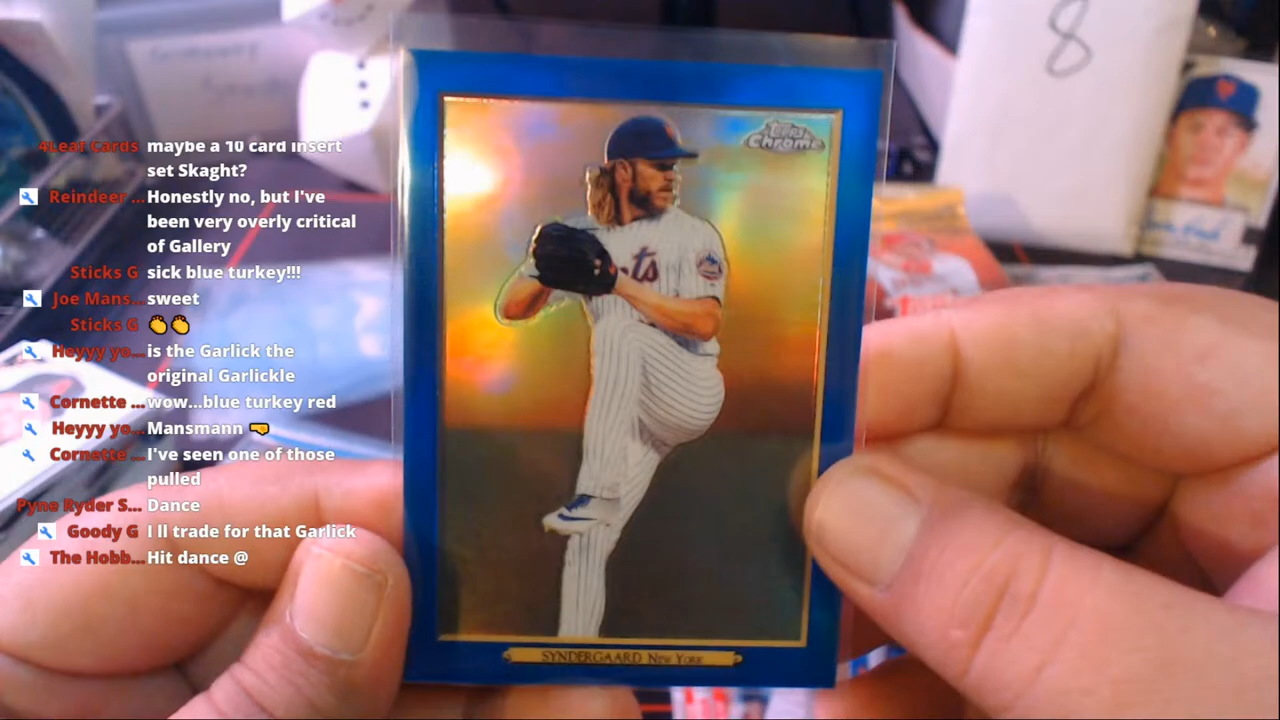 8
4Leaf Cards maybe a 10 card insert
set Skaght?
Reindeer ... Honestly no, but I've
been very overly critical
of Gallery
Sticks G sick blue turkey!!!
Joe Mans... sweet
Sticks G 👏👏
Heyyy yo... is the Garlick the
original Garlickle
Cornette ... wow...blue turkey red
Heyyy yo... Mansmann 🤜
Cornette ... I've seen one of those
pulled
Pyne Ryder S... Dance
Goody G I ll trade for that Garlick
The Hobb... Hit dance @
Topps
Chrome
ts
SYNDERGAARD NEW YORK